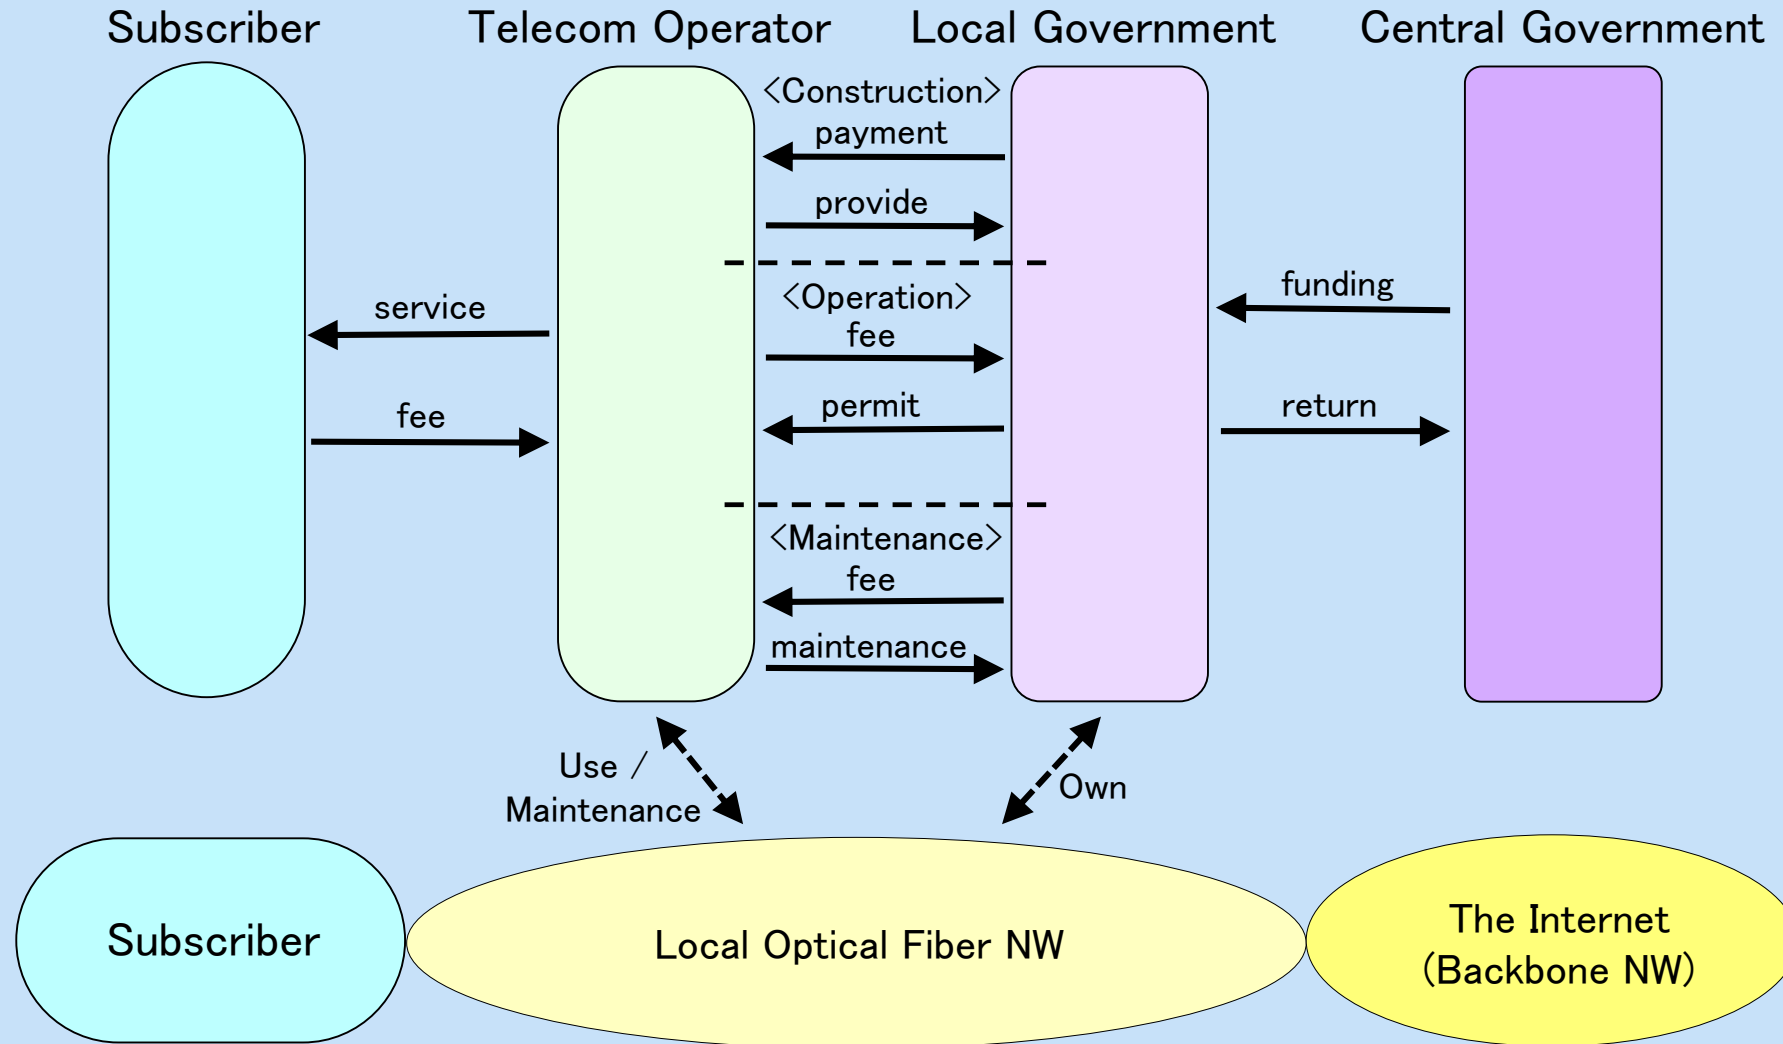 Subscriber
Telecom Operator
Local Government
Central Government
<Construction>
payment
provide
<Operation>
fee
permit
<Maintenance>
fee
maintenance
service
fee
funding
return
Use /
Maintenance
Own
Subscriber
Local Optical Fiber NW
The Internet
(Backbone NW)